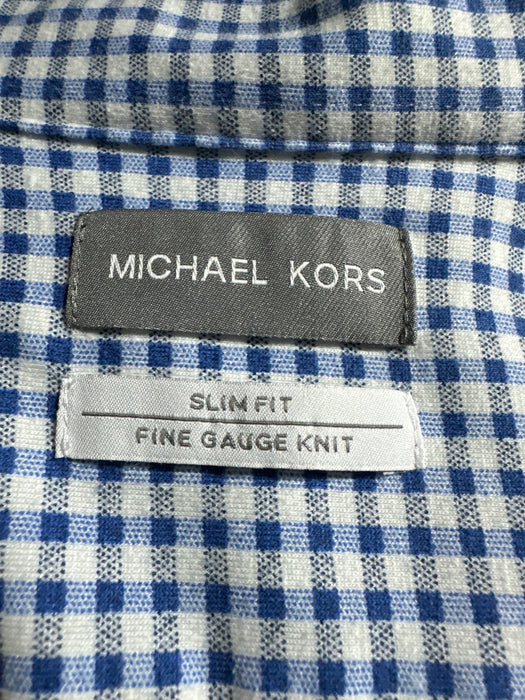 MICHAEL KORS
SLIM FIT
FINE GAUGE KNIT